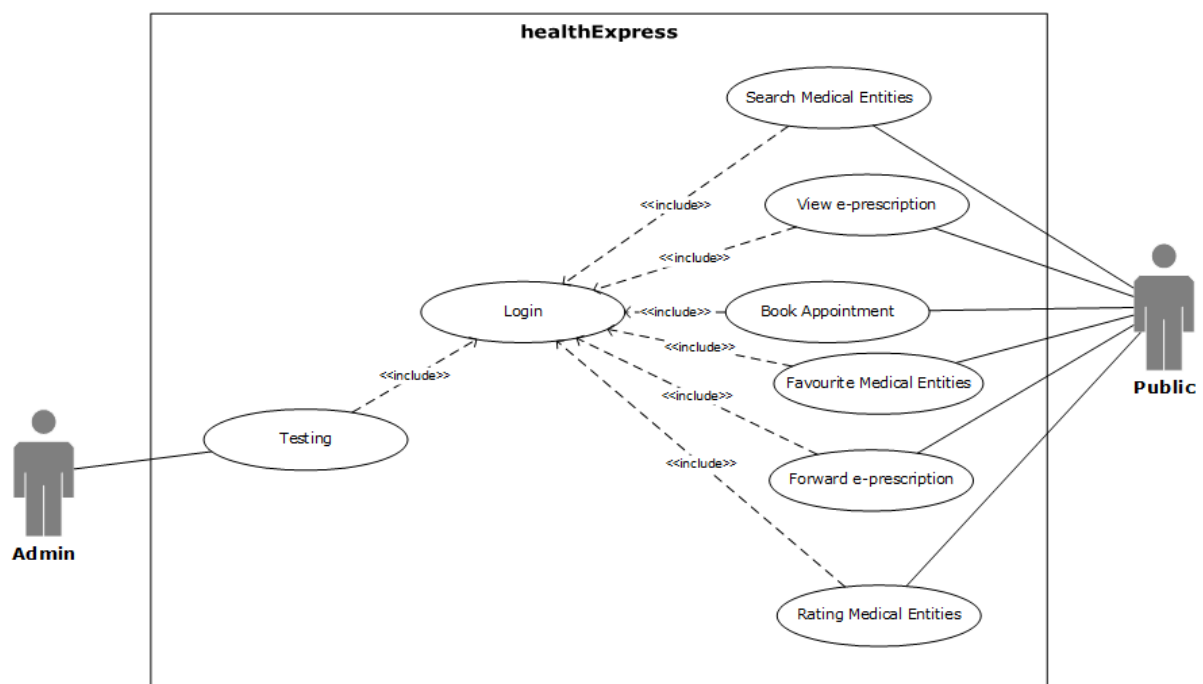 healthExpress
Search Medical Entities
<<include>>
View e-prescription
<<include>>
Login
<<include>>
Book Appointment
<<include>>
Favourite Medical Entities
Public
<<include>>
<<include>>
Testing
<<include>>
Forward e-prescription
Admin
Rating Medical Entities